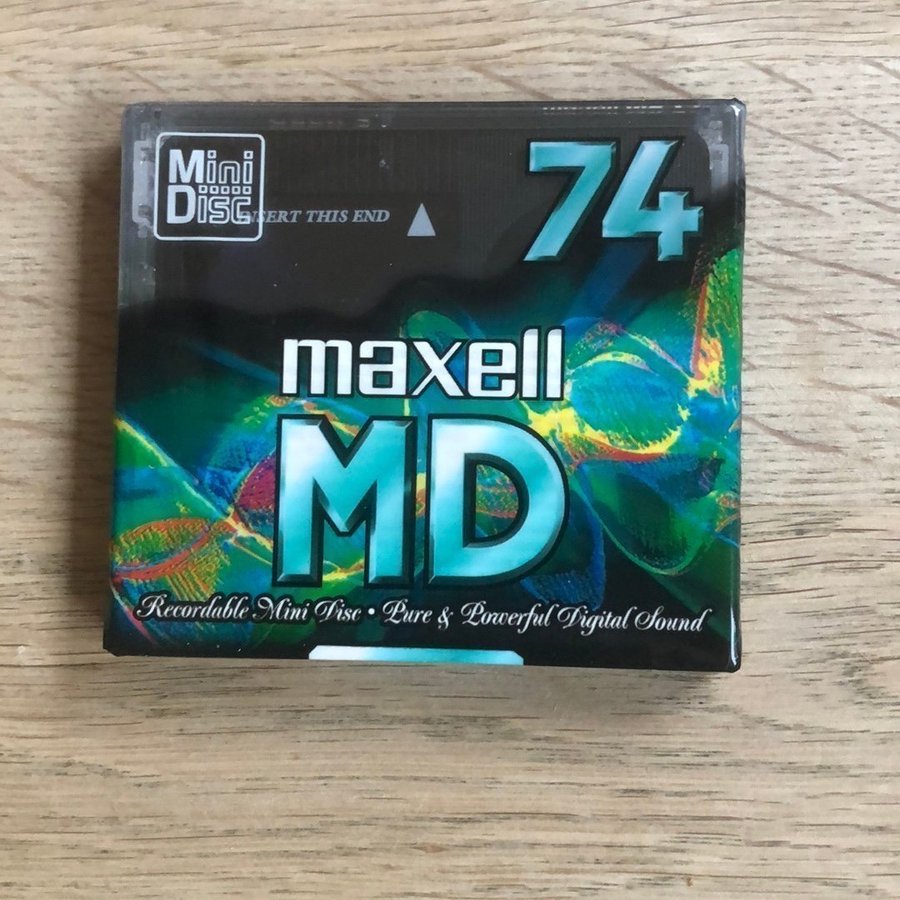 Mini
Disc
74
INSERT THIS END
maxell
MD
Recordable Mini Disc • Pure & Powerful Digital Sound